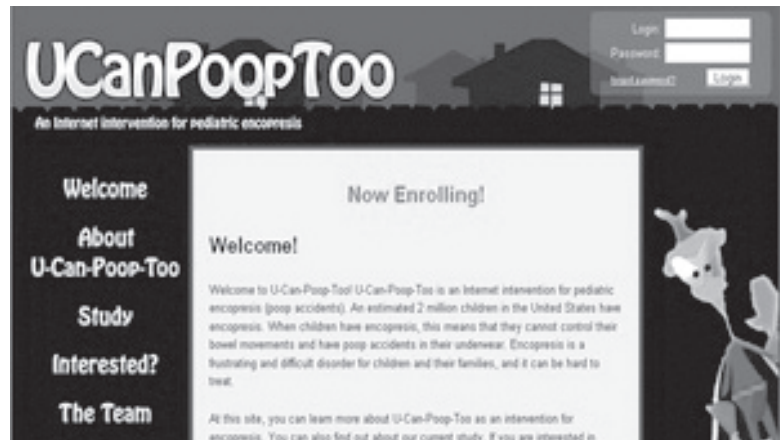 Login:
Password:
forgot password?
Login
UCanPoopToo
An Internet intervention for pediatric encopresis
Welcome
About
U-Can-Poop-Too
Study
Interested?
The Team
Now Enrolling!
Welcome!
Welcome to U-Can-Poop-Too! U-Can-Poop-Too is an Internet intervention for pediatric
encopresis (poop accidents). An estimated 2 million children in the United States have
encopresis. When children have encopresis, this means that they cannot control their
bowel movements and have poop accidents in their underwear. Encopresis is a
frustrating and difficult disorder for children and their families, and it can be hard to
treat.
At this site, you can learn more about U-Can-Poop-Too as an intervention for
encopresis. You can also find out about our current study. If you are interested in